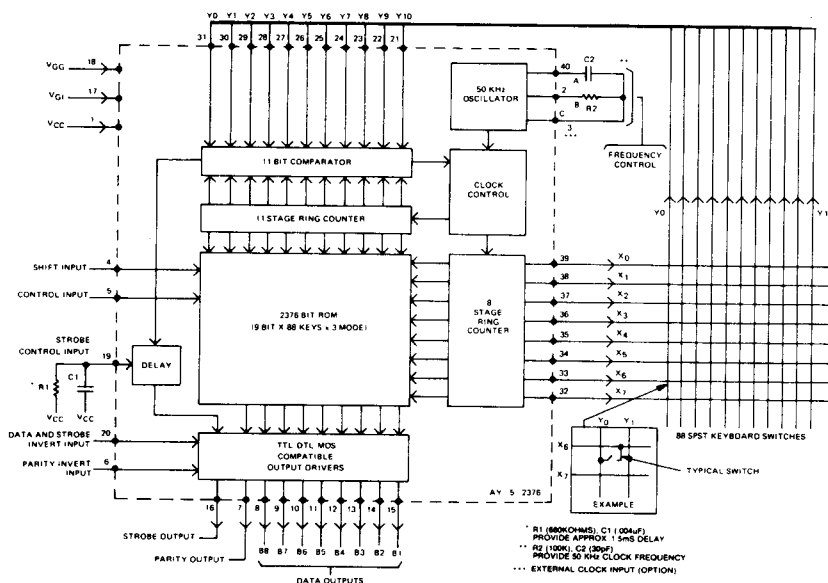 Y0 Y1 Y2 Y3 Y4 Y5 Y6 Y7 Y8 Y9 Y10
31 30 29 28 27 26 25 24 23 22 21
VGG 18
VGI 17
VCC 1
50 KHz
OSCILLATOR
40 A C2 **
2 B R2
C
3
***
FREQUENCY
CONTROL
11 BIT COMPARATOR
CLOCK
CONTROL
11 STAGE RING COUNTER
Y0 Y1
SHIFT INPUT 4
CONTROL INPUT 5
2376 BIT ROM
(9 BIT X 88 KEYS x 3 MODE)
8
STAGE
RING
COUNTER
39 X0
38 X1
37 X2
36 X3
35 X4
34 X5
33 X6
32 X7
STROBE
CONTROL INPUT
19
DELAY
* R1 C1
VCC VCC
DATA AND STROBE
INVERT INPUT
20
PARITY INVERT
INPUT
6
TTL DTL MOS
COMPATIBLE
OUTPUT DRIVERS
AY 5 2376
88 SPST KEYBOARD SWITCHES
Y0 Y1
X6
X7
TYPICAL SWITCH
EXAMPLE
16 7 8 9 10 11 12 13 14 15
STROBE OUTPUT
PARITY OUTPUT
B8 B7 B6 B5 B4 B3 B2 B1
DATA OUTPUTS
* R1 (680KOHMS), C1 (.004uF)
PROVIDE APPROX 1.5mS DELAY
** R2 (100K), C2 (30pF)
PROVIDE 50 KHz CLOCK FREQUENCY
*** EXTERNAL CLOCK INPUT (OPTION)